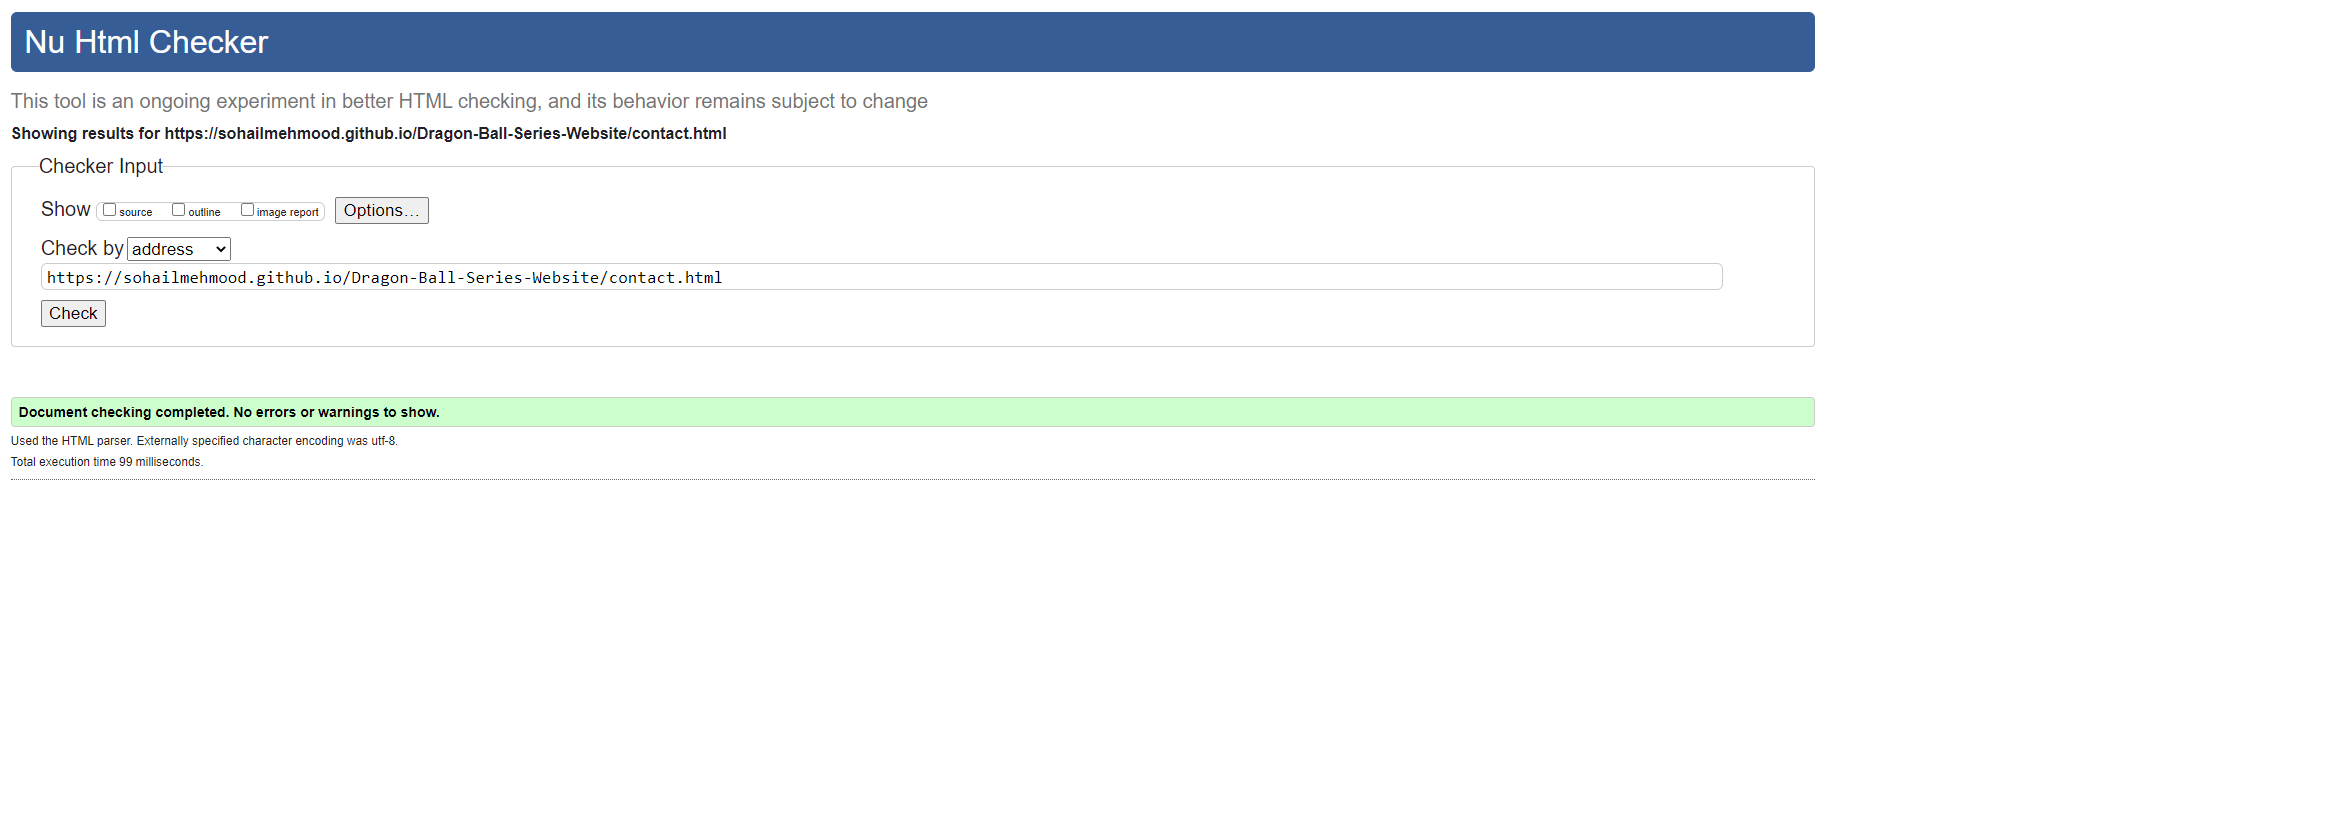 Nu Html Checker
This tool is an ongoing experiment in better HTML checking, and its behavior remains subject to change
Showing results for https://sohailmehmood.github.io/Dragon-Ball-Series-Website/contact.html
Checker Input
Show source outline image report Options...
Check by address
https://sohailmehmood.github.io/Dragon-Ball-Series-Website/contact.html
Check
Document checking completed. No errors or warnings to show.
Used the HTML parser. Externally specified character encoding was utf-8.
Total execution time 99 milliseconds.